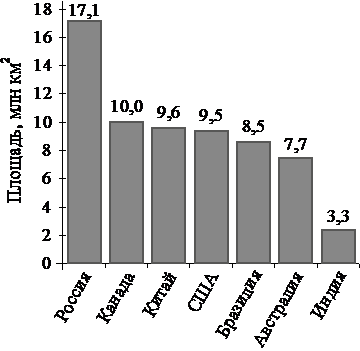 Площадь, млн км²
18
16
14
12
10
8
6
4
2
0
17,1
10,0
9,6
9,5
8,5
7,7
3,3
Россия
Канада
Китай
США
Бразилия
Австралия
Индия